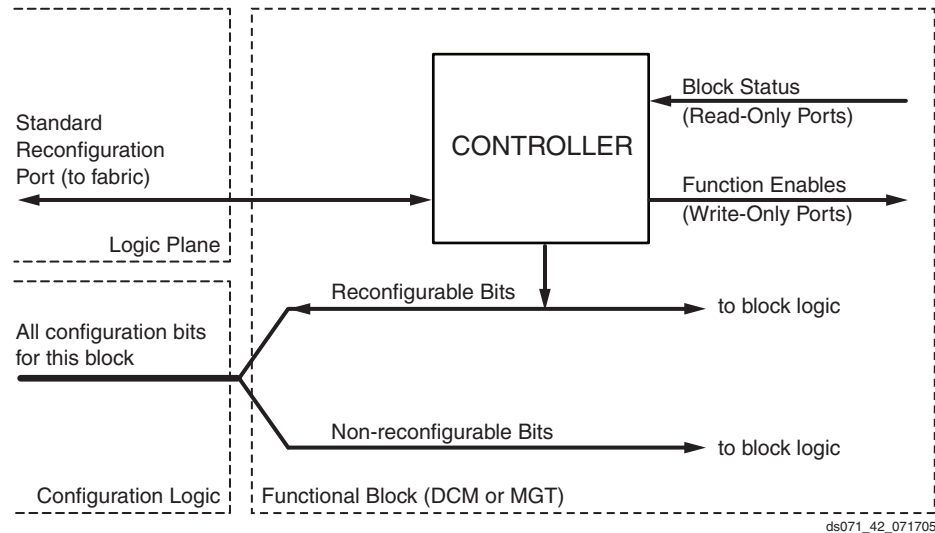 Standard
Reconfiguration
Port (to fabric)
Logic Plane
CONTROLLER
Block Status
(Read-Only Ports)
Function Enables
(Write-Only Ports)
Reconfigurable Bits
to block logic
All configuration bits
for this block
Non-reconfigurable Bits
to block logic
Configuration Logic
Functional Block (DCM or MGT)
ds071_42_071705